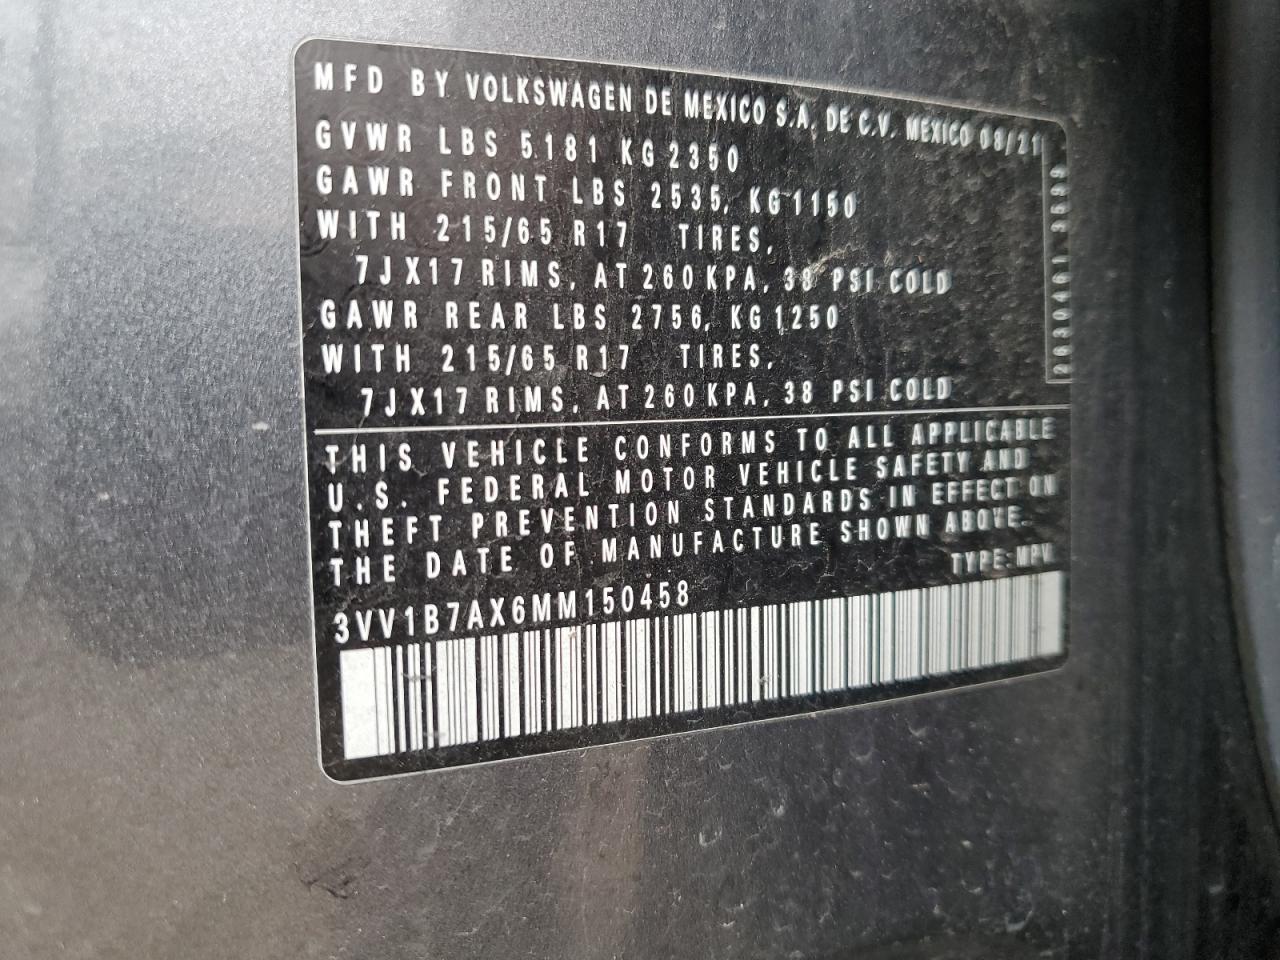 MFD BY VOLKSWAGEN DE MEXICO S.A. DE C.V. MEXICO 08/21
GVWR LBS 5181 KG 2350
GAWR FRONT LBS 2535, KG 1150
WITH 215/65 R17 TIRES,
7JX17 RIMS, AT 260 KPA, 38 PSI COLD
GAWR REAR LBS 2756, KG 1250
WITH 215/65 R17 TIRES,
7JX17 RIMS, AT 260 KPA, 38 PSI COLD
THIS VEHICLE CONFORMS TO ALL APPLICABLE
U.S. FEDERAL MOTOR VEHICLE SAFETY AND
THEFT PREVENTION STANDARDS IN EFFECT ON
THE DATE OF MANUFACTURE SHOWN ABOVE.
TYPE: MPV
3VV1B7AX6MM150458